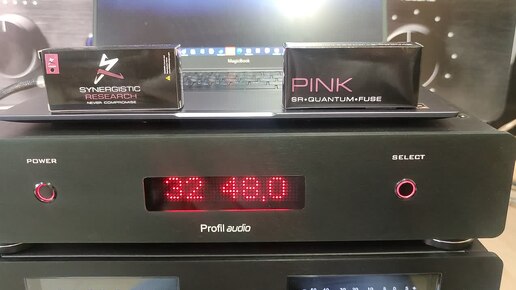 MagicBook
SYNERGISTIC
RESEARCH
NEVER COMPROMISE
PINK
SR•QUANTUM•FUSE
POWER
SELECT
32 48.0
Profil audio